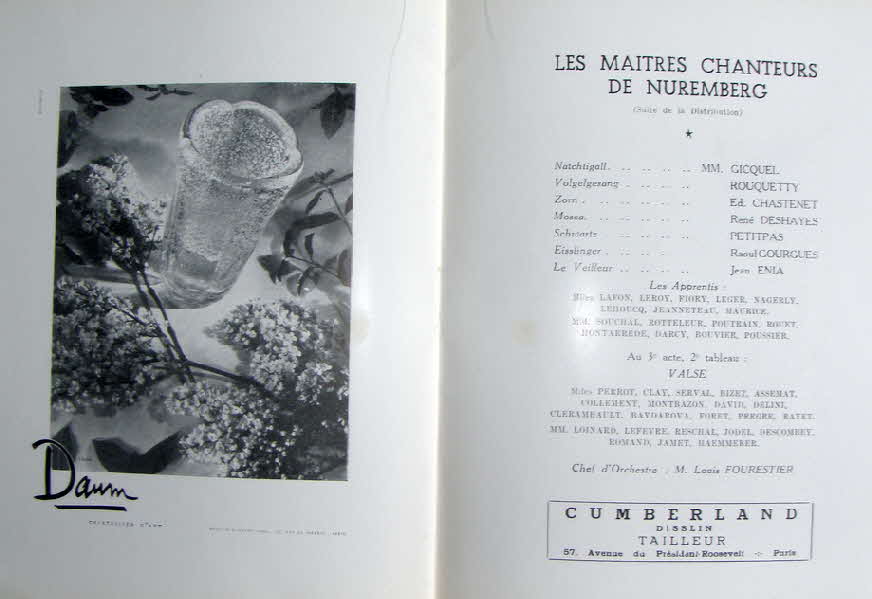 Daum
LES MAITRES CHANTEURS
DE NUREMBERG
(Suite de la Distribution)
Natchtigall. . .. .. .. .. MM. GICQUEL
Volgelgesang . .. .. .. .. ROUQUETTY
Zorn . .. .. .. .. .. Ed. CHASTENET
Mossa. .. .. .. .. .. René DESHAYES
Schwartz .. .. .. .. .. PETITPAS
Eisslinger . .. .. .. Raoul GOURGUES
Le Veilleur .. .. .. .. Jean ENIA
Les Apprentis :
Mlles LAFON, LEROY, FIORY, LEGER, NAGERLY,
LEHOUCQ, JEANNETEAU, MAURICE.
MM. SOUCHAL, ROTTELEUR, POUTRAIN, ROUET,
MONTARREDE, DARCY, BOUVIER, POUSSIER.
Au 3e acte, 2e tableau :
VALSE
Mlles PERROT, CLAY, SERVAL, BIZET, ASSEMAT,
COLLEMENT, MONTBAZON, DAVID, DELINI,
CLERAMBAULT, BAYDAROVA, FORET, PREGRE, RATET.
MM. LOINARD, LEFEVRE, RESCHAL, JODEL, DESCOMBEY,
ROMAND, JAMET, HAEMMERER.
Chef d'Orchestre : M. Louis FOURESTIER
CUMBERLAND
DISSLIN
TAILLEUR
57, Avenue du Président-Roosevelt -:- Paris